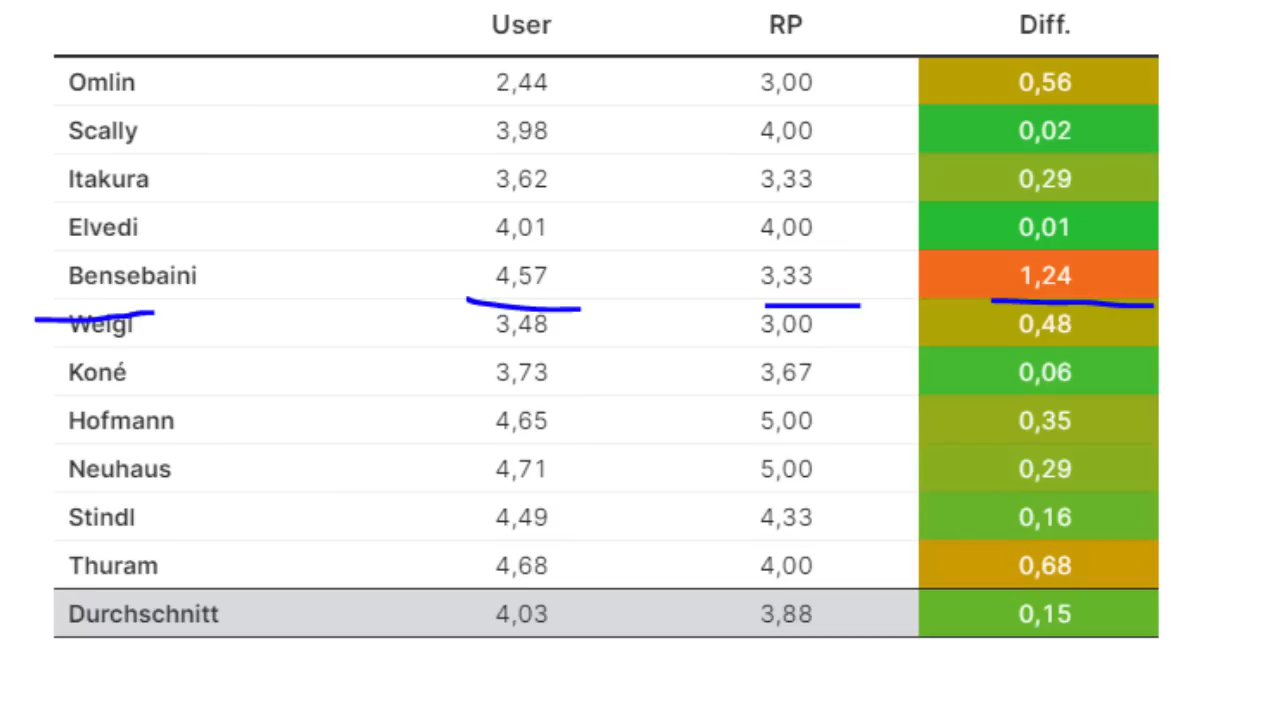 User RP Diff.
Omlin 2,44 3,00 0,56
Scally 3,98 4,00 0,02
Itakura 3,62 3,33 0,29
Elvedi 4,01 4,00 0,01
Bensebaini 4,57 3,33 1,24
Weigl 3,48 3,00 0,48
Koné 3,73 3,67 0,06
Hofmann 4,65 5,00 0,35
Neuhaus 4,71 5,00 0,29
Stindl 4,49 4,33 0,16
Thuram 4,68 4,00 0,68
Durchschnitt 4,03 3,88 0,15